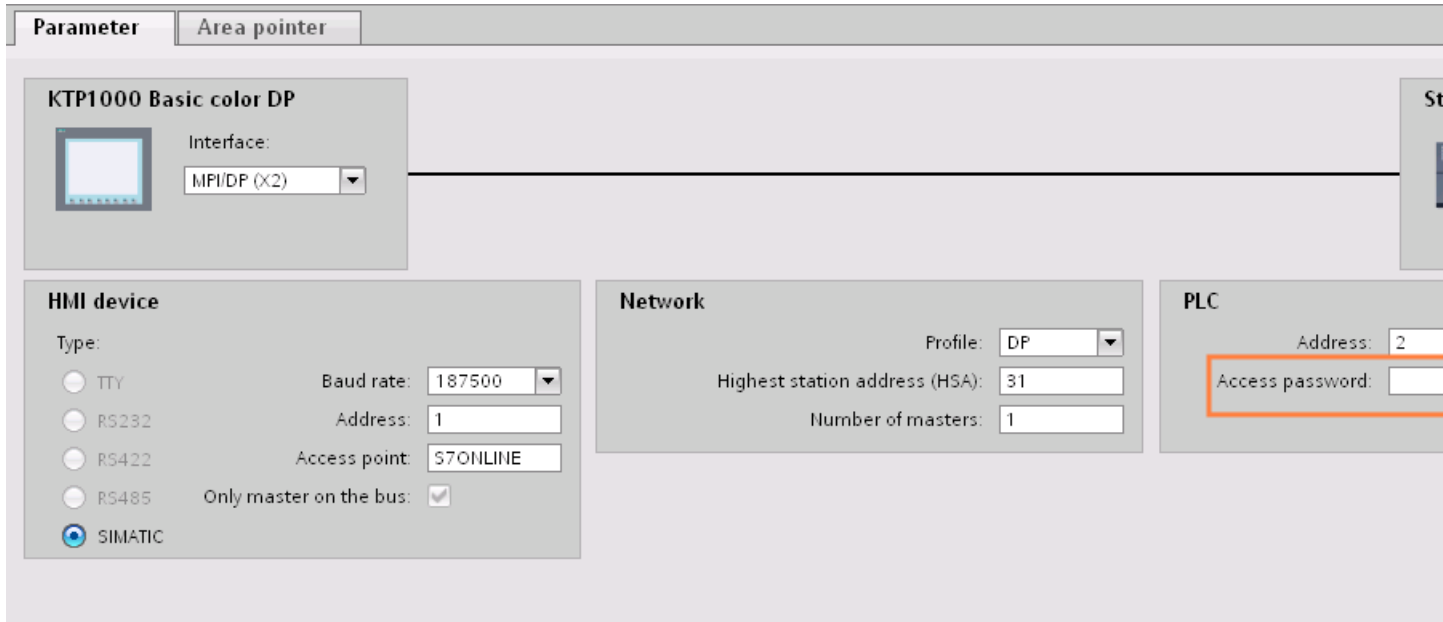 Parameter
Area pointer
KTP1000 Basic color DP
Interface:
MPI/DP (X2)
St
HMI device
Type:
TTY
RS232
RS422
RS485
SIMATIC
Baud rate: 187500
Address: 1
Access point: S7ONLINE
Only master on the bus:
Network
Profile: DP
Highest station address (HSA): 31
Number of masters: 1
PLC
Address: 2
Access password: